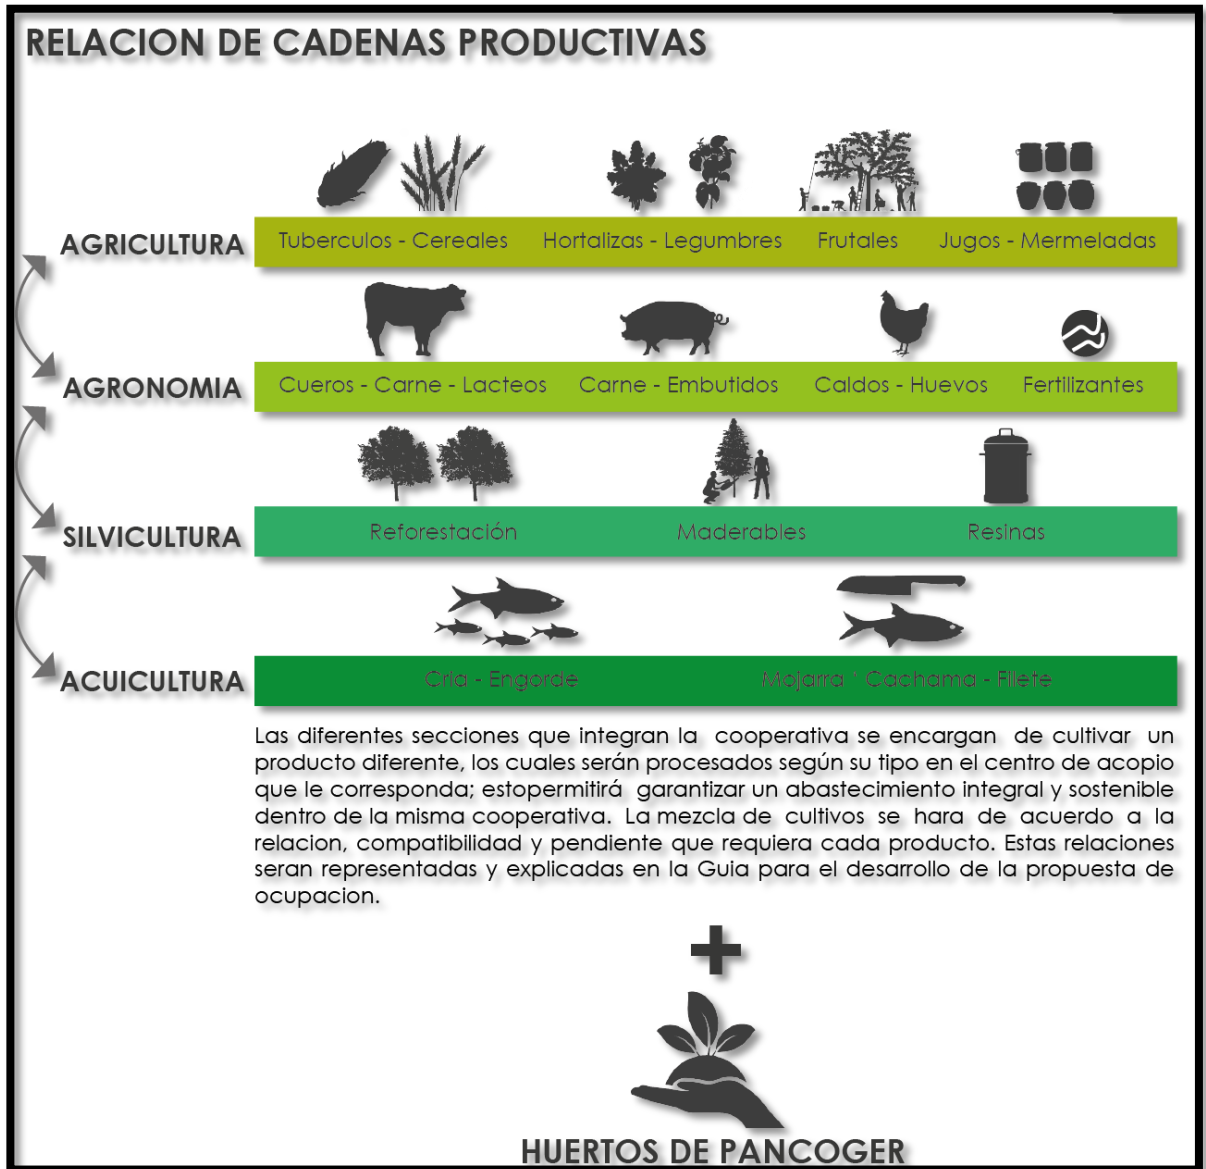 RELACION DE CADENAS PRODUCTIVAS
AGRICULTURA
Tuberculos - Cereales Hortalizas - Legumbres Frutales Jugos - Mermeladas
AGRONOMIA
Cueros - Carne - Lacteos Carne - Embutidos Caldos - Huevos Fertilizantes
SILVICULTURA
Reforestación Maderables Resinas
ACUICULTURA
Cria - Engorde Mojarra - Cachama - Filete
Las diferentes secciones que integran la cooperativa se encargan de cultivar un
producto diferente, los cuales serán procesados según su tipo en el centro de acopio
que le corresponda; estopermitirá garantizar un abastecimiento integral y sostenible
dentro de la misma cooperativa. La mezcla de cultivos se hara de acuerdo a la
relacion, compatibilidad y pendiente que requiera cada producto. Estas relaciones
seran representadas y explicadas en la Guia para el desarrollo de la propuesta de
ocupacion.
+
HUERTOS DE PANCOGER